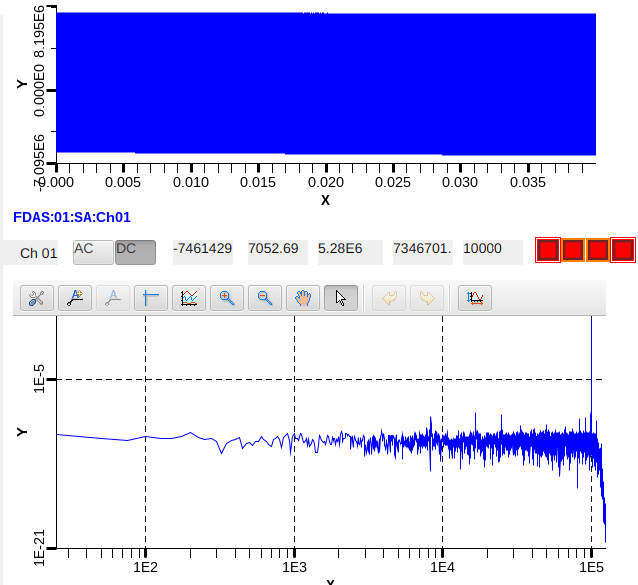 8.195E6
Y
0.000E0
-7.095E6
0.000 0.005 0.010 0.015 0.020 0.025 0.030 0.035
X
FDAS:01:SA:Ch01
Ch 01 AC DC -7461429 7052.69 5.28E6 7346701. 10000
1E-5
Y
1E-21
1E2 1E3 1E4 1E5
X